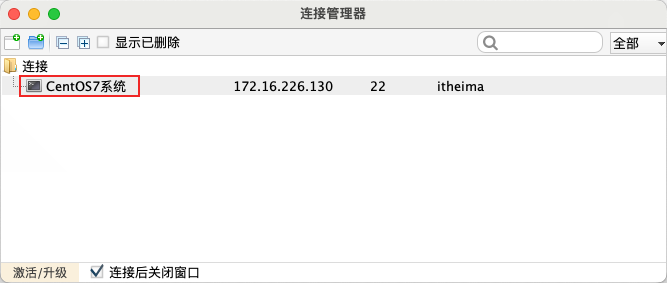 连接管理器
显示已删除 全部
连接
CentOS7系统 172.16.226.130 22 itheima
激活/升级 连接后关闭窗口